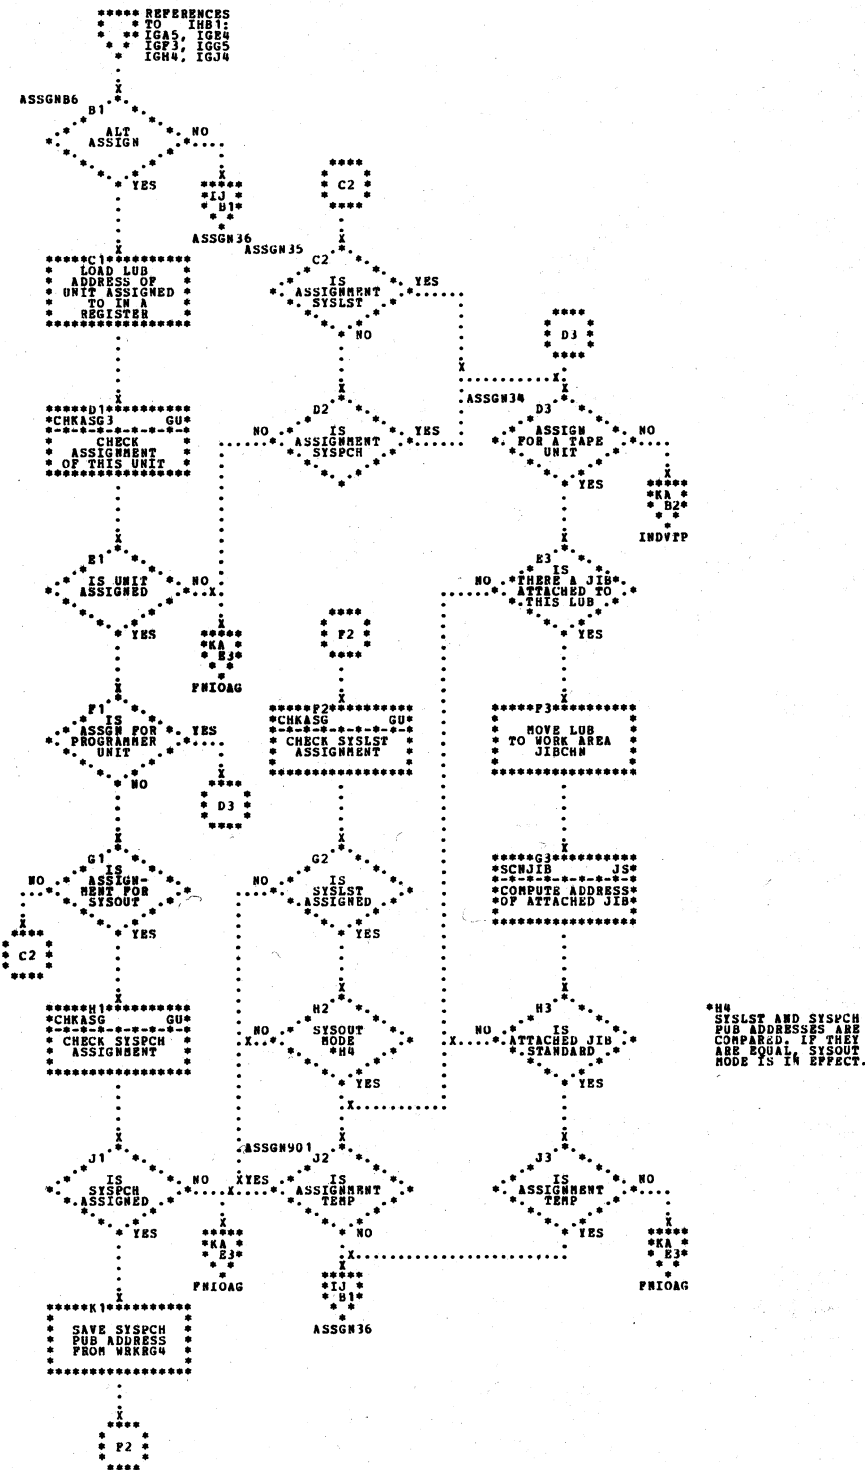 REFERENCES
TO IHB1:
IGA5, IGE4
IGF3, IGG5
IGH4, IGJ4
ASSGNB6
B1
ALT
ASSIGN
NO
YES
IJ
B1
ASSGN36
C1
LOAD LUB
ADDRESS OF
UNIT ASSIGNED
TO IN A
REGISTER
D1
CHKASG3 GU
CHECK
ASSIGNMENT
OF THIS UNIT
E1
IS UNIT
ASSIGNED
NO
YES
KA
E3
FNIOAG
F1
IS
ASSGN FOR
PROGRAMMER
UNIT
YES
NO
D3
G1
IS
ASSIGN-
MENT FOR
SYSOUT
NO
YES
C2
H1
CHKASG GU
CHECK SYSPCH
ASSIGNMENT
J1
IS
SYSPCH
ASSIGNED
NO
YES
KA
E3
FNIOAG
K1
SAVE SYSPCH
PUB ADDRESS
FROM WRKRG4
F2
C2
ASSGN35
C2
IS
ASSIGNMENT
SYSLST
YES
NO
D2
IS
ASSIGNMENT
SYSPCH
NO
YES
F2
F2
CHKASG GU
CHECK SYSLST
ASSIGNMENT
G2
IS
SYSLST
ASSIGNED
NO
YES
H2
SYSOUT
MODE
*H4
NO
YES
ASSGN901
J2
IS
ASSIGNMENT
TEMP
YES
NO
IJ
B1
ASSGN36
D3
ASSGN34
D3
ASSIGN
FOR A TAPE
UNIT
NO
YES
KA
B2
INDVTP
E3
IS
THERE A JIB
ATTACHED TO
THIS LUB
NO
YES
F3
MOVE LUB
TO WORK AREA
JIBCHN
G3
SCNJIB JS
COMPUTE ADDRESS
OF ATTACHED JIB
H3
IS
ATTACHED JIB
STANDARD
NO
YES
J3
IS
ASSIGNMENT
TEMP
NO
YES
KA
E3
FNIOAG
*H4
SYSLST AND SYSPCH
PUB ADDRESSES ARE
COMPARED. IF THEY
ARE EQUAL, SYSOUT
MODE IS IN EFFECT.